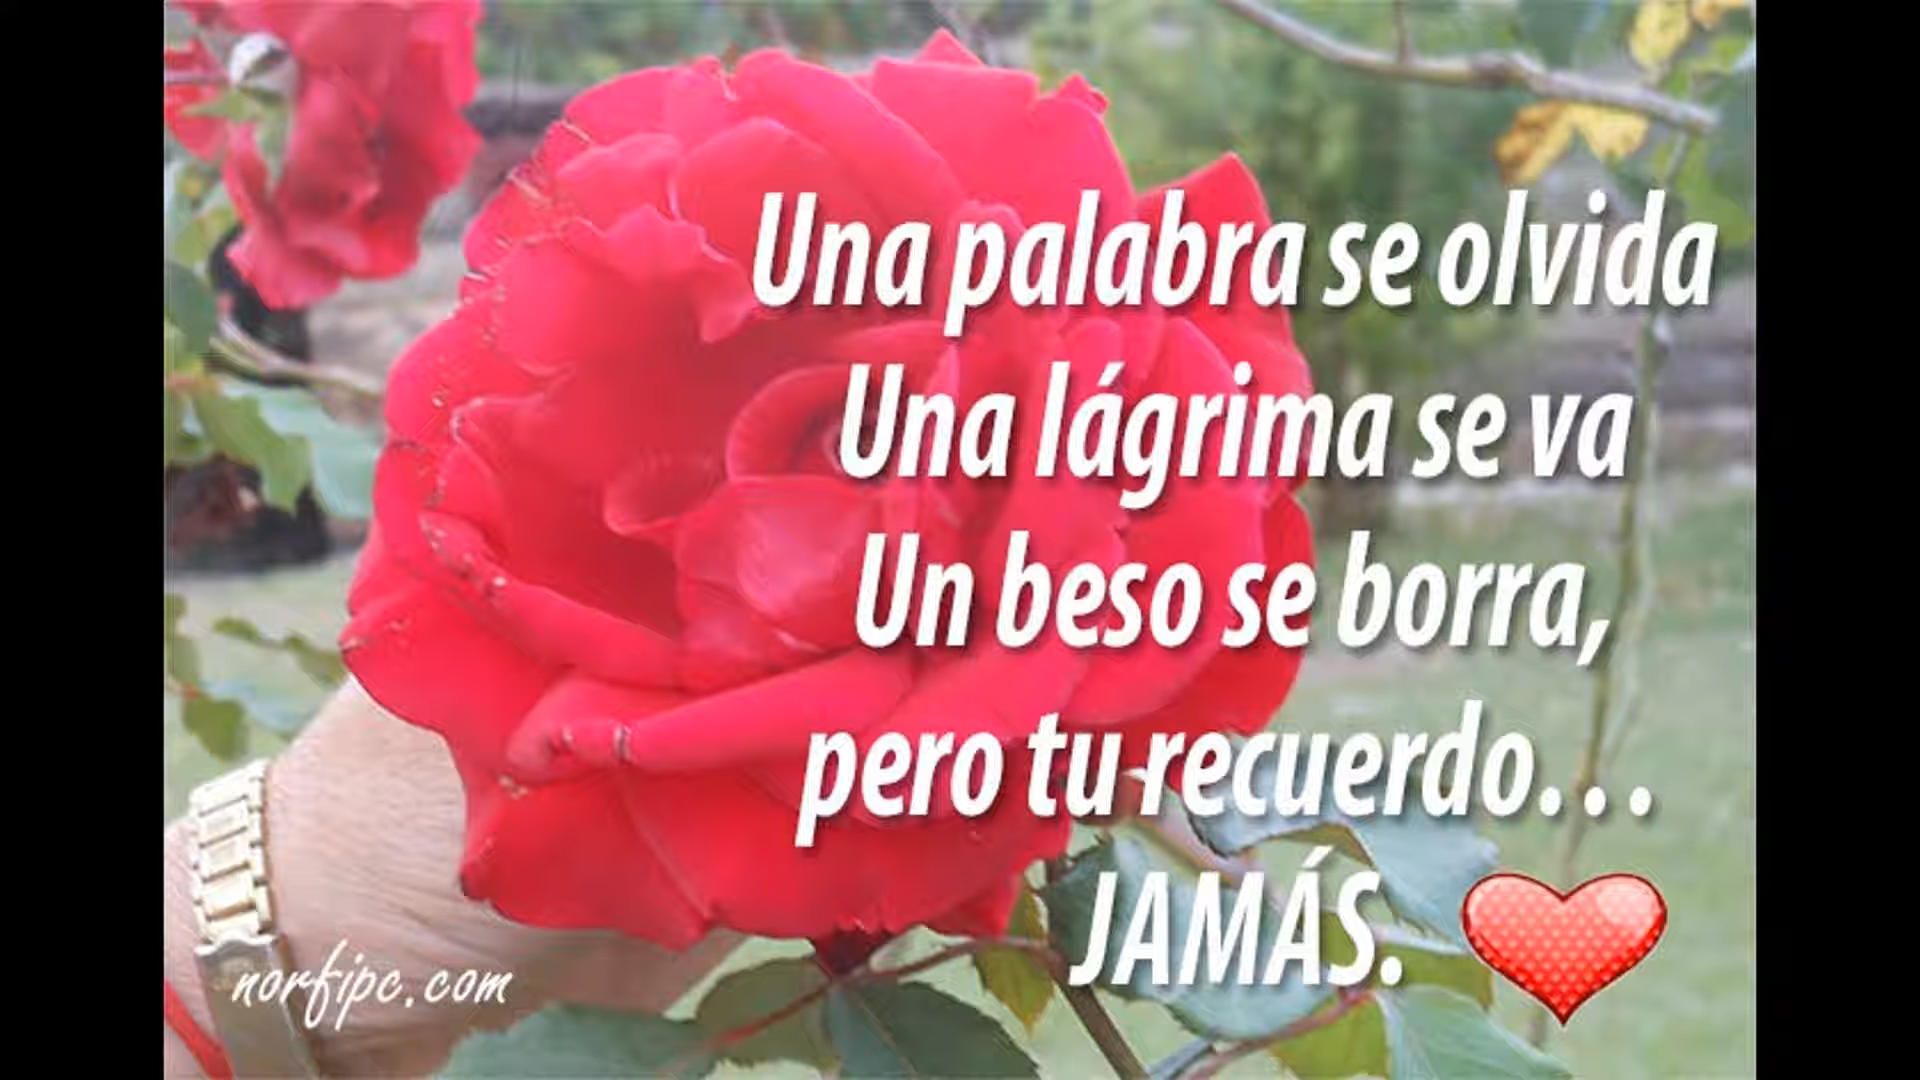 Una palabra se olvida
Una lágrima se va
Un beso se borra,
pero tu recuerdo...
JAMÁS.
norfipc.com